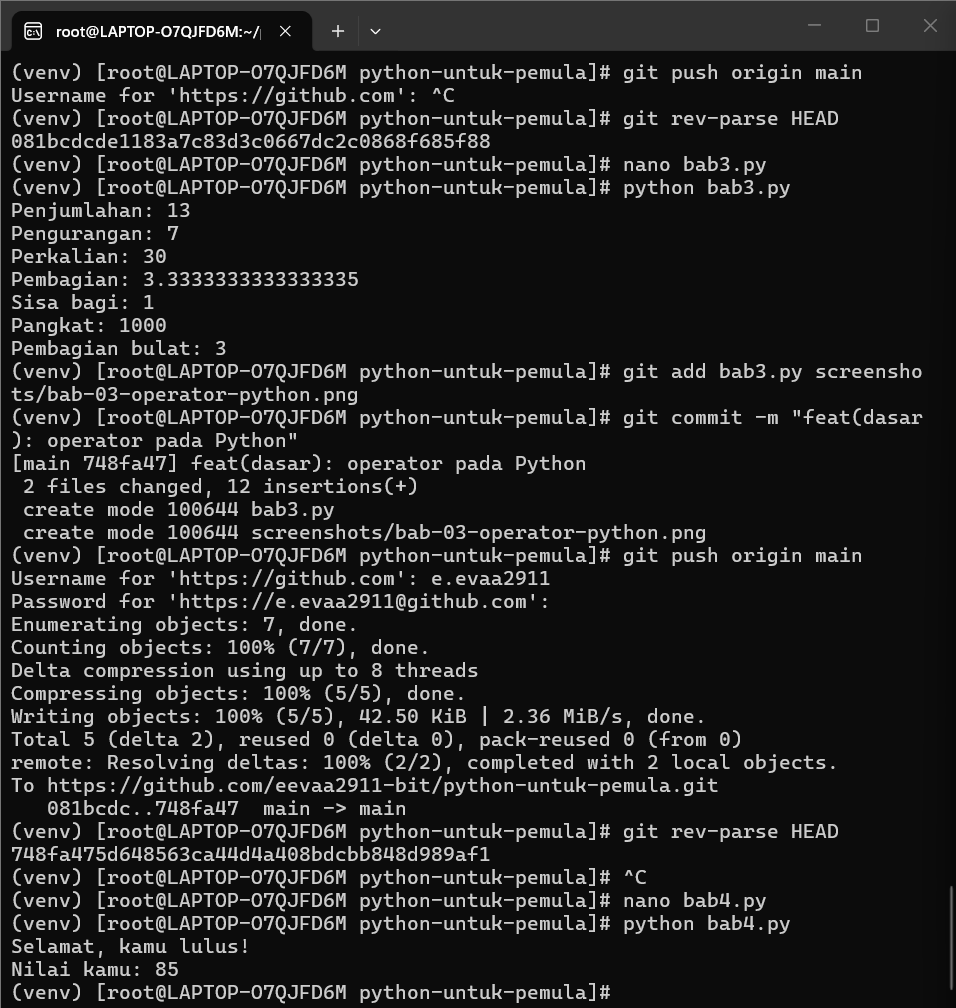 root@LAPTOP-O7QJFD6M:~/
(venv) [root@LAPTOP-O7QJFD6M python-untuk-pemula]# git push origin main
Username for 'https://github.com': ^C
(venv) [root@LAPTOP-O7QJFD6M python-untuk-pemula]# git rev-parse HEAD
081bcdcde1183a7c83d3c0667dc2c0868f685f88
(venv) [root@LAPTOP-O7QJFD6M python-untuk-pemula]# nano bab3.py
(venv) [root@LAPTOP-O7QJFD6M python-untuk-pemula]# python bab3.py
Penjumlahan: 13
Pengurangan: 7
Perkalian: 30
Pembagian: 3.3333333333333335
Sisa bagi: 1
Pangkat: 1000
Pembagian bulat: 3
(venv) [root@LAPTOP-O7QJFD6M python-untuk-pemula]# git add bab3.py screensho
ts/bab-03-operator-python.png
(venv) [root@LAPTOP-O7QJFD6M python-untuk-pemula]# git commit -m "feat(dasar
): operator pada Python"
[main 748fa47] feat(dasar): operator pada Python
 2 files changed, 12 insertions(+)
 create mode 100644 bab3.py
 create mode 100644 screenshots/bab-03-operator-python.png
(venv) [root@LAPTOP-O7QJFD6M python-untuk-pemula]# git push origin main
Username for 'https://github.com': e.evaa2911
Password for 'https://e.evaa2911@github.com':
Enumerating objects: 7, done.
Counting objects: 100% (7/7), done.
Delta compression using up to 8 threads
Compressing objects: 100% (5/5), done.
Writing objects: 100% (5/5), 42.50 KiB | 2.36 MiB/s, done.
Total 5 (delta 2), reused 0 (delta 0), pack-reused 0 (from 0)
remote: Resolving deltas: 100% (2/2), completed with 2 local objects.
To https://github.com/eevaa2911-bit/python-untuk-pemula.git
   081bcdc..748fa47  main -> main
(venv) [root@LAPTOP-O7QJFD6M python-untuk-pemula]# git rev-parse HEAD
748fa475d648563ca44d4a408bdcbb848d989af1
(venv) [root@LAPTOP-O7QJFD6M python-untuk-pemula]# ^C
(venv) [root@LAPTOP-O7QJFD6M python-untuk-pemula]# nano bab4.py
(venv) [root@LAPTOP-O7QJFD6M python-untuk-pemula]# python bab4.py
Selamat, kamu lulus!
Nilai kamu: 85
(venv) [root@LAPTOP-O7QJFD6M python-untuk-pemula]#